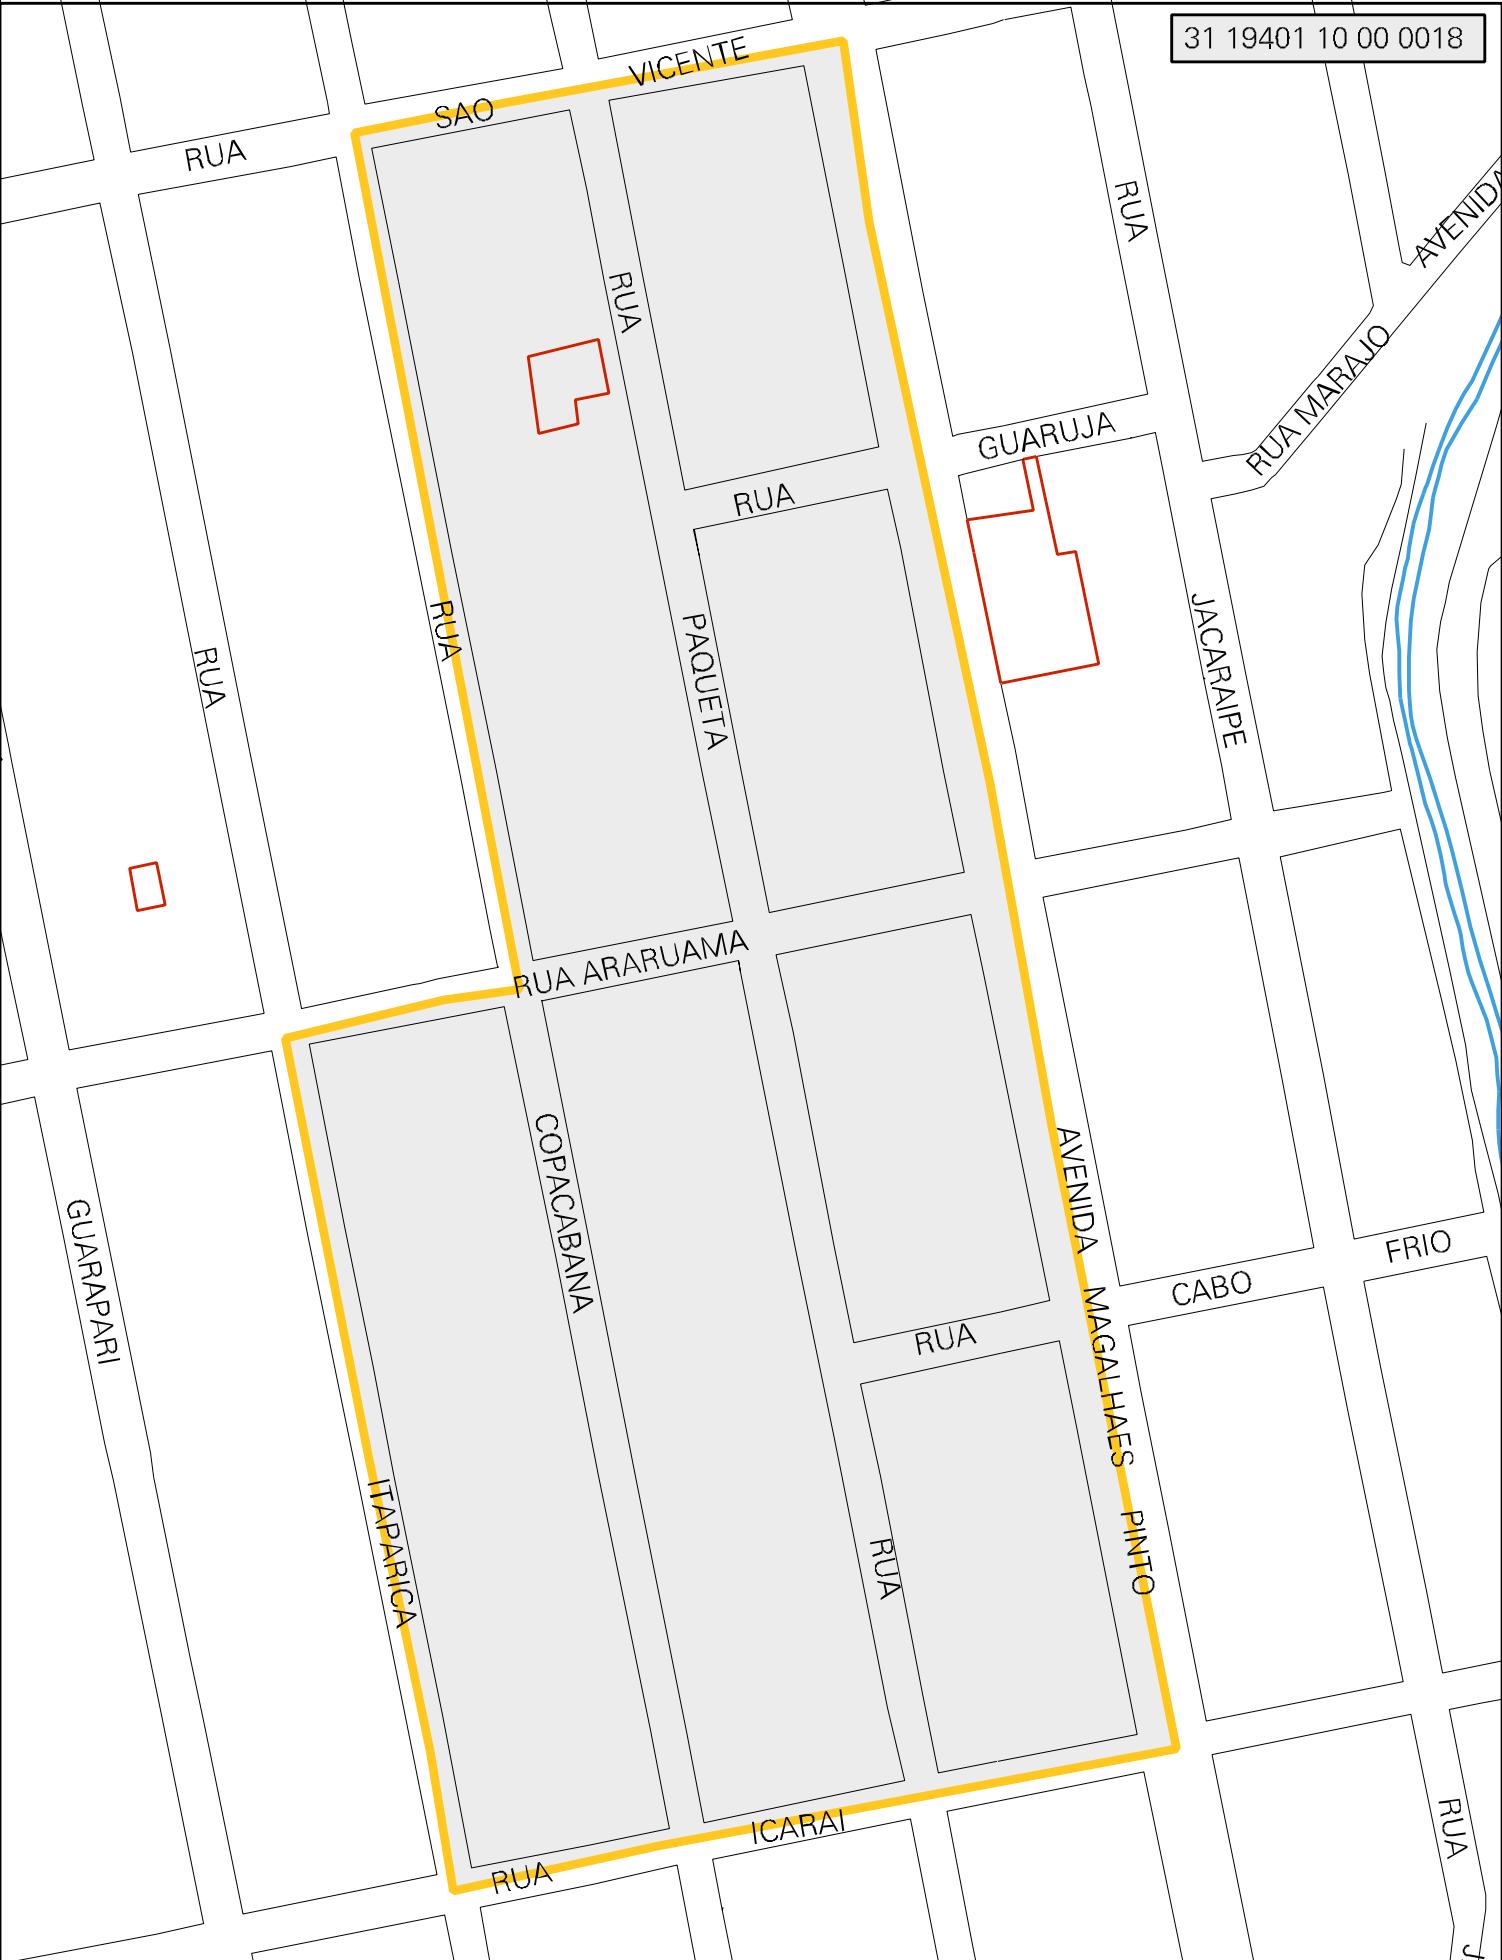 31 19401 10 00 0018
VICENTE
SAO
RUA
RUA
AVENIDA
RUA
RUA MARAJO
GUARUJA
RUA
RUA
RUA
JACARAIPE
PAQUETA
RUA ARARUAMA
COPACABANA
AVENIDA
GUARAPARI
FRIO
CABO
MAGALHAES
RUA
ITAPARICA
PINTO
RUA
ICARAI
RUA
RUA
J